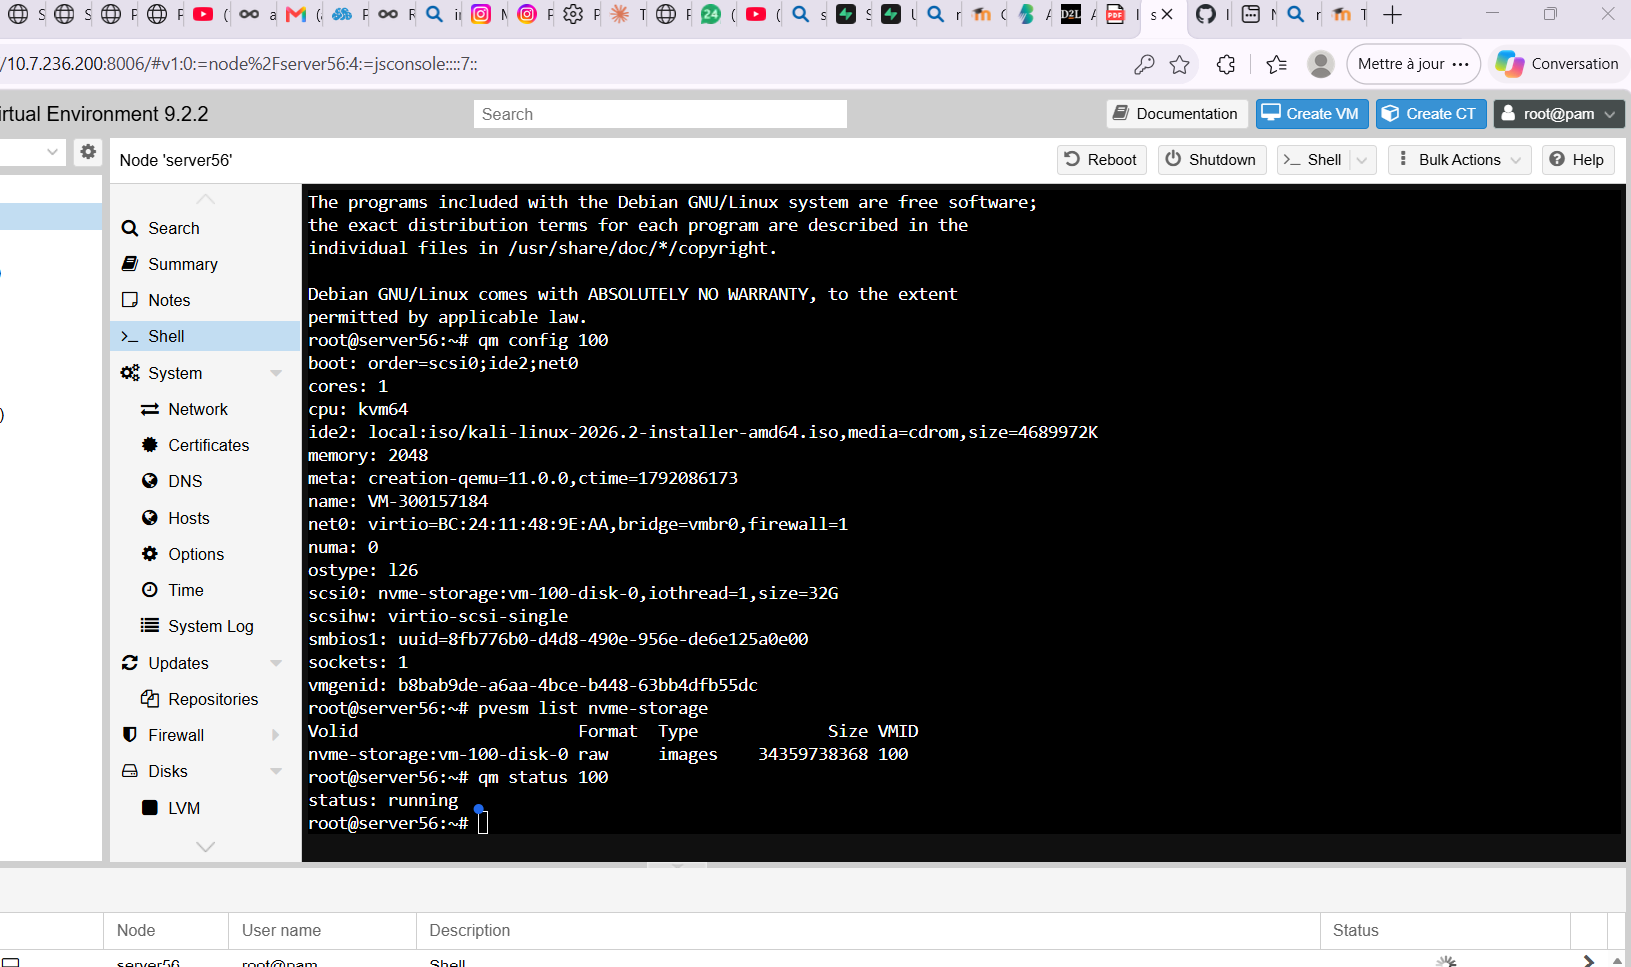 /10.7.236.200:8006/#v1:0:=node%2Fserver56:4:=jsconsole::::7::
Mettre à jour
Conversation
irtual Environment 9.2.2
Search
Documentation
Create VM
Create CT
root@pam
Node 'server56'
Reboot
Shutdown
Shell
Bulk Actions
Help
Search
Summary
Notes
Shell
System
Network
Certificates
DNS
Hosts
Options
Time
System Log
Updates
Repositories
Firewall
Disks
LVM
The programs included with the Debian GNU/Linux system are free software;
the exact distribution terms for each program are described in the
individual files in /usr/share/doc/*/copyright.
Debian GNU/Linux comes with ABSOLUTELY NO WARRANTY, to the extent
permitted by applicable law.
root@server56:~# qm config 100
boot: order=scsi0;ide2;net0
cores: 1
cpu: kvm64
ide2: local:iso/kali-linux-2026.2-installer-amd64.iso,media=cdrom,size=4689972K
memory: 2048
meta: creation-qemu=11.0.0,ctime=1792086173
name: VM-300157184
net0: virtio=BC:24:11:48:9E:AA,bridge=vmbr0,firewall=1
numa: 0
ostype: l26
scsi0: nvme-storage:vm-100-disk-0,iothread=1,size=32G
scsihw: virtio-scsi-single
smbios1: uuid=8fb776b0-d4d8-490e-956e-de6e125a0e00
sockets: 1
vmgenid: b8bab9de-a6aa-4bce-b448-63bb4dfb55dc
root@server56:~# pvesm list nvme-storage
Volid Format Type Size VMID
nvme-storage:vm-100-disk-0 raw images 34359738368 100
root@server56:~# qm status 100
status: running
root@server56:~#
Node User name Description Status
server56 root@pam Shell